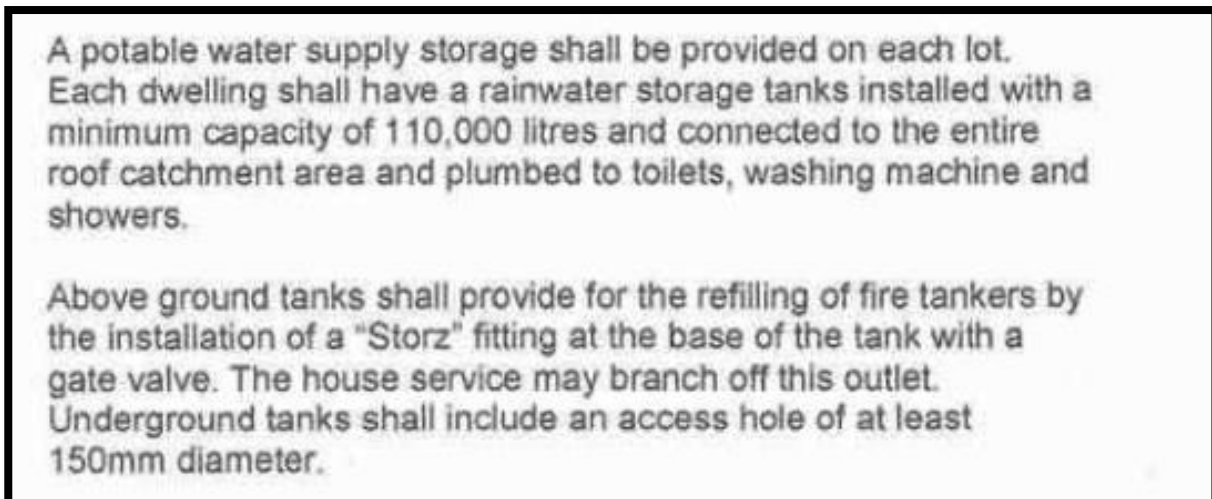 A potable water supply storage shall be provided on each lot.
Each dwelling shall have a rainwater storage tanks installed with a
minimum capacity of 110,000 litres and connected to the entire
roof catchment area and plumbed to toilets, washing machine and
showers.
Above ground tanks shall provide for the refilling of fire tankers by
the installation of a "Storz" fitting at the base of the tank with a
gate valve. The house service may branch off this outlet.
Underground tanks shall include an access hole of at least
150mm diameter.